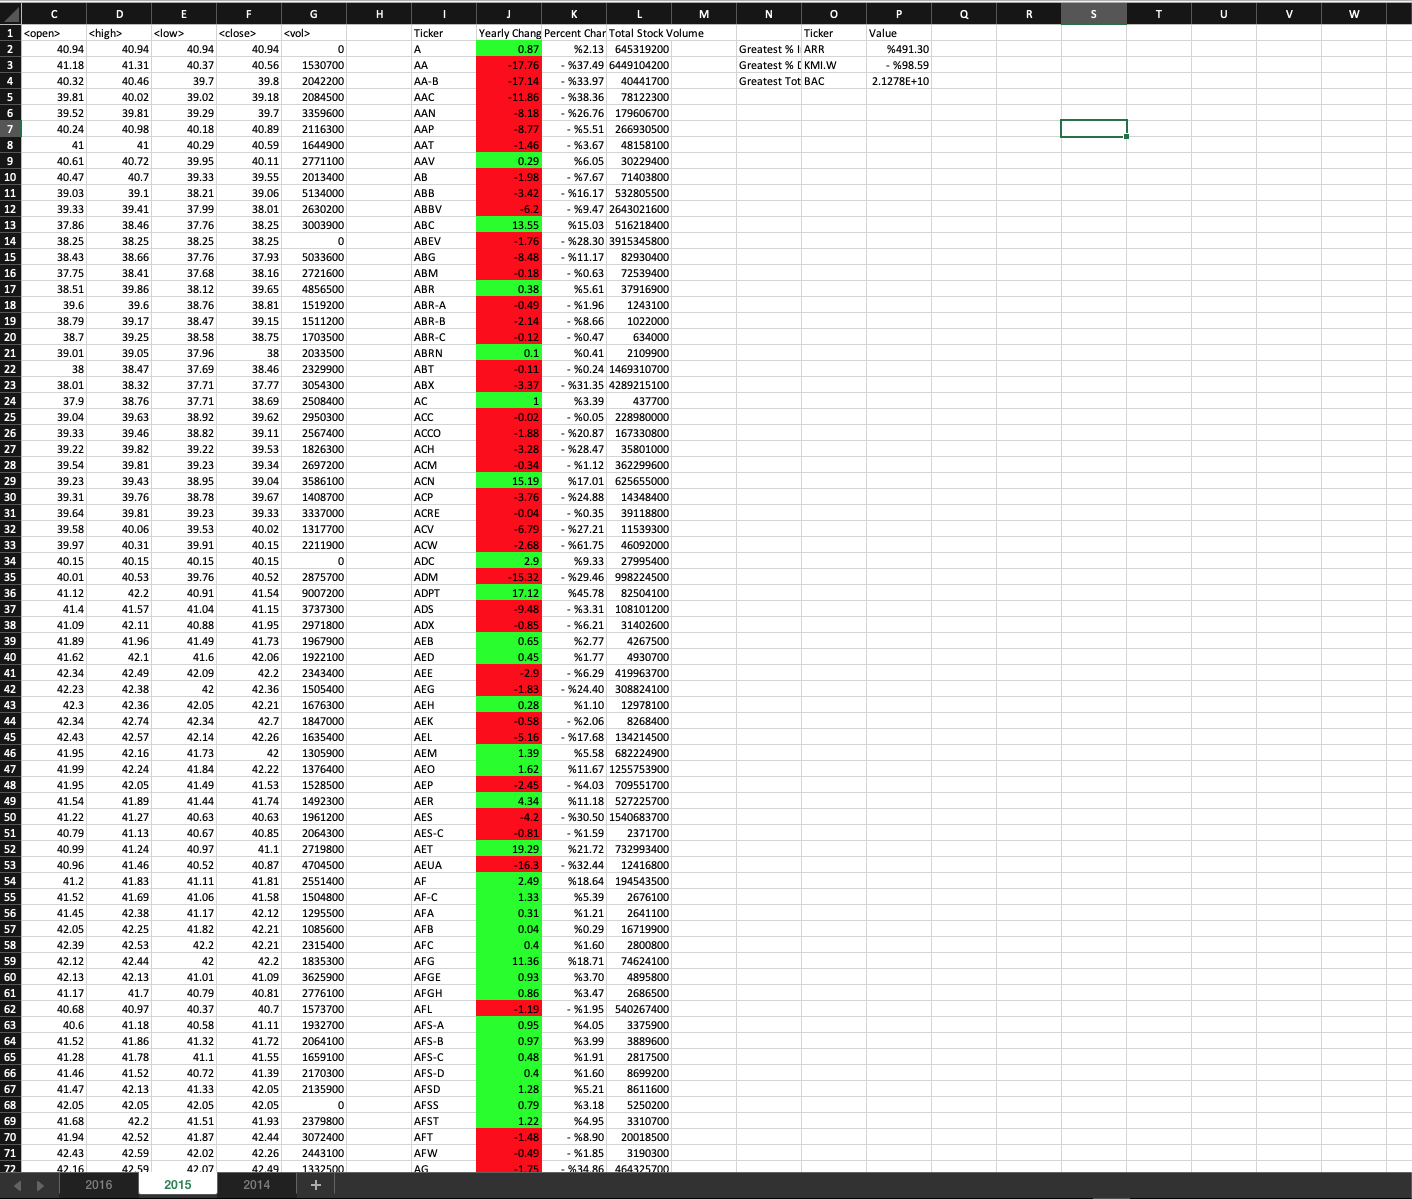 C D E F G H I J K L M N O P Q R S T U V W
1 <open> <high> <low> <close> <vol> Ticker Yearly Chang Percent Char Total Stock Volume Ticker Value
2 40.94 40.94 40.94 40.94 0 A 0.87 %2.13 645319200 Greatest % I ARR %491.30
3 41.18 41.31 40.37 40.56 1530700 AA -17.76 - %37.49 6449104200 Greatest % D KMI.W - %98.59
4 40.32 40.46 39.7 39.8 2042200 AA-B -17.14 - %33.97 40441700 Greatest Tot BAC 2.1278E+10
5 39.81 40.02 39.02 39.18 2084500 AAC -11.86 - %38.36 78122300
6 39.52 39.81 39.29 39.7 3359600 AAN -8.18 - %26.76 179606700
7 40.24 40.98 40.18 40.89 2116300 AAP -8.77 - %5.51 266930500
8 41 41 40.29 40.59 1644900 AAT -1.46 - %3.67 48158100
9 40.61 40.72 39.95 40.11 2771100 AAV 0.29 %6.05 30229400
10 40.47 40.7 39.33 39.55 2013400 AB -1.98 - %7.67 71403800
11 39.03 39.1 38.21 39.06 5134000 ABB -3.42 - %16.17 532805500
12 39.33 39.41 37.99 38.01 2630200 ABBV -6.2 - %9.47 2643021600
13 37.86 38.46 37.76 38.25 3003900 ABC 13.55 %15.03 516218400
14 38.25 38.25 38.25 38.25 0 ABEV -1.76 - %28.30 3915345800
15 38.43 38.66 37.76 37.93 5033600 ABG -8.48 - %11.17 82930400
16 37.75 38.41 37.68 38.16 2721600 ABM -0.18 - %0.63 72539400
17 38.51 39.86 38.12 39.65 4856500 ABR 0.38 %5.61 37916900
18 39.6 39.6 38.76 38.81 1519200 ABR-A -0.49 - %1.96 1243100
19 38.79 39.17 38.47 39.15 1511200 ABR-B -2.14 - %8.66 1022000
20 38.7 39.25 38.58 38.75 1703500 ABR-C -0.12 - %0.47 634000
21 39.01 39.05 37.96 38 2033500 ABRN 0.1 %0.41 2109900
22 38 38.47 37.69 38.46 2329900 ABT -0.11 - %0.24 1469310700
23 38.01 38.32 37.71 37.77 3054300 ABX -3.37 - %31.35 4289215100
24 37.9 38.76 37.71 38.69 2508400 AC 1 %3.39 437700
25 39.04 39.63 38.92 39.62 2950300 ACC -0.02 - %0.05 228980000
26 39.33 39.46 38.82 39.11 2567400 ACCO -1.88 - %20.87 167330800
27 39.22 39.82 39.22 39.53 1826300 ACH -3.28 - %28.47 35801000
28 39.54 39.81 39.23 39.34 2697200 ACM -0.34 - %1.12 362299600
29 39.23 39.43 38.95 39.04 3586100 ACN 15.19 %17.01 625655000
30 39.31 39.76 38.78 39.67 1408700 ACP -3.76 - %24.88 14348400
31 39.64 39.81 39.23 39.33 3337000 ACRE -0.04 - %0.35 39118800
32 39.58 40.06 39.53 40.02 1317700 ACV -6.79 - %27.21 11539300
33 39.97 40.31 39.91 40.15 2211900 ACW -2.68 - %61.75 46092000
34 40.15 40.15 40.15 40.15 0 ADC 2.9 %9.33 27995400
35 40.01 40.53 39.76 40.52 2875700 ADM -15.32 - %29.46 998224500
36 41.12 42.2 40.91 41.54 9007200 ADPT 17.12 %45.78 82504100
37 41.4 41.57 41.04 41.15 3737300 ADS -9.48 - %3.31 108101200
38 41.09 42.11 40.88 41.95 2971800 ADX -0.85 - %6.21 31402600
39 41.89 41.96 41.49 41.73 1967900 AEB 0.65 %2.77 4267500
40 41.62 42.1 41.6 42.06 1922100 AED 0.45 %1.77 4930700
41 42.34 42.49 42.09 42.2 2343400 AEE -2.9 - %6.29 419963700
42 42.23 42.38 42 42.36 1505400 AEG -1.83 - %24.40 308824100
43 42.3 42.36 42.05 42.21 1676300 AEH 0.28 %1.10 12978100
44 42.34 42.74 42.34 42.7 1847000 AEK -0.58 - %2.06 8268400
45 42.43 42.57 42.14 42.26 1635400 AEL -5.16 - %17.68 134214500
46 41.95 42.16 41.73 42 1305900 AEM 1.39 %5.58 682224900
47 41.99 42.24 41.84 42.22 1376400 AEO 1.62 %11.67 1255753900
48 41.95 42.05 41.49 41.53 1528500 AEP -2.45 - %4.03 709551700
49 41.54 41.89 41.44 41.74 1492300 AER 4.34 %11.18 527225700
50 41.22 41.27 40.63 40.63 1961200 AES -4.2 - %30.50 1540683700
51 40.79 41.13 40.67 40.85 2064300 AES-C -0.81 - %1.59 2371700
52 40.99 41.24 40.97 41.1 2719800 AET 19.29 %21.72 732993400
53 40.96 41.46 40.52 40.87 4704500 AEUA -16.3 - %32.44 12416800
54 41.2 41.83 41.11 41.81 2551400 AF 2.49 %18.64 194543500
55 41.52 41.69 41.06 41.58 1504800 AF-C 1.33 %5.39 2676100
56 41.45 42.38 41.17 42.12 1295500 AFA 0.31 %1.21 2641100
57 42.05 42.25 41.82 42.21 1085600 AFB 0.04 %0.29 16719900
58 42.39 42.53 42.2 42.21 2315400 AFC 0.4 %1.60 2800800
59 42.12 42.44 42 42.2 1835300 AFG 11.36 %18.71 74624100
60 42.13 42.13 41.01 41.09 3625900 AFGE 0.93 %3.70 4895800
61 41.17 41.7 40.79 40.81 2776100 AFGH 0.86 %3.47 2686500
62 40.68 40.97 40.37 40.7 1573700 AFL -1.19 - %1.95 540267400
63 40.6 41.18 40.58 41.11 1932700 AFS-A 0.95 %4.05 3375900
64 41.52 41.86 41.32 41.72 2064100 AFS-B 0.97 %3.99 3889600
65 41.28 41.78 41.1 41.55 1659100 AFS-C 0.48 %1.91 2817500
66 41.46 41.52 40.72 41.39 2170300 AFS-D 0.4 %1.60 8699200
67 41.47 42.13 41.33 42.05 2135900 AFSD 1.28 %5.21 8611600
68 42.05 42.05 42.05 42.05 0 AFSS 0.79 %3.18 5250200
69 41.68 42.2 41.51 41.93 2379800 AFST 1.22 %4.95 3310700
70 41.94 42.52 41.87 42.44 3072400 AFT -1.48 - %8.90 20018500
71 42.43 42.59 42.02 42.26 2443100 AFW -0.49 - %1.85 3190300
72 42.16 42.59 42.07 42.49 1332500 AG -1.75 - %34.86 464325700
2016 2015 2014 +